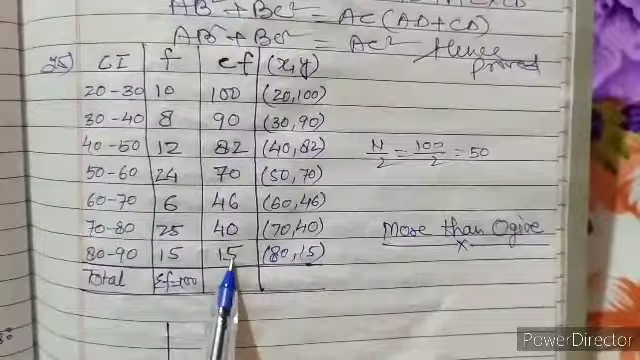 AB² + BC² = AC (AD + CD)
AB² + BC² = AC² Hence proved
25) CI f cf (x,y)
20-30 10 100 (20,100)
30-40 8 90 (30,90)
40-50 12 82 (40,82) N/2 = 100/2 = 50
50-60 24 70 (50,70)
60-70 6 46 (60,46)
70-80 25 40 (70,40) More than Ogive
80-90 15 15 (80,15) x
Total Σf=100
PowerDirector